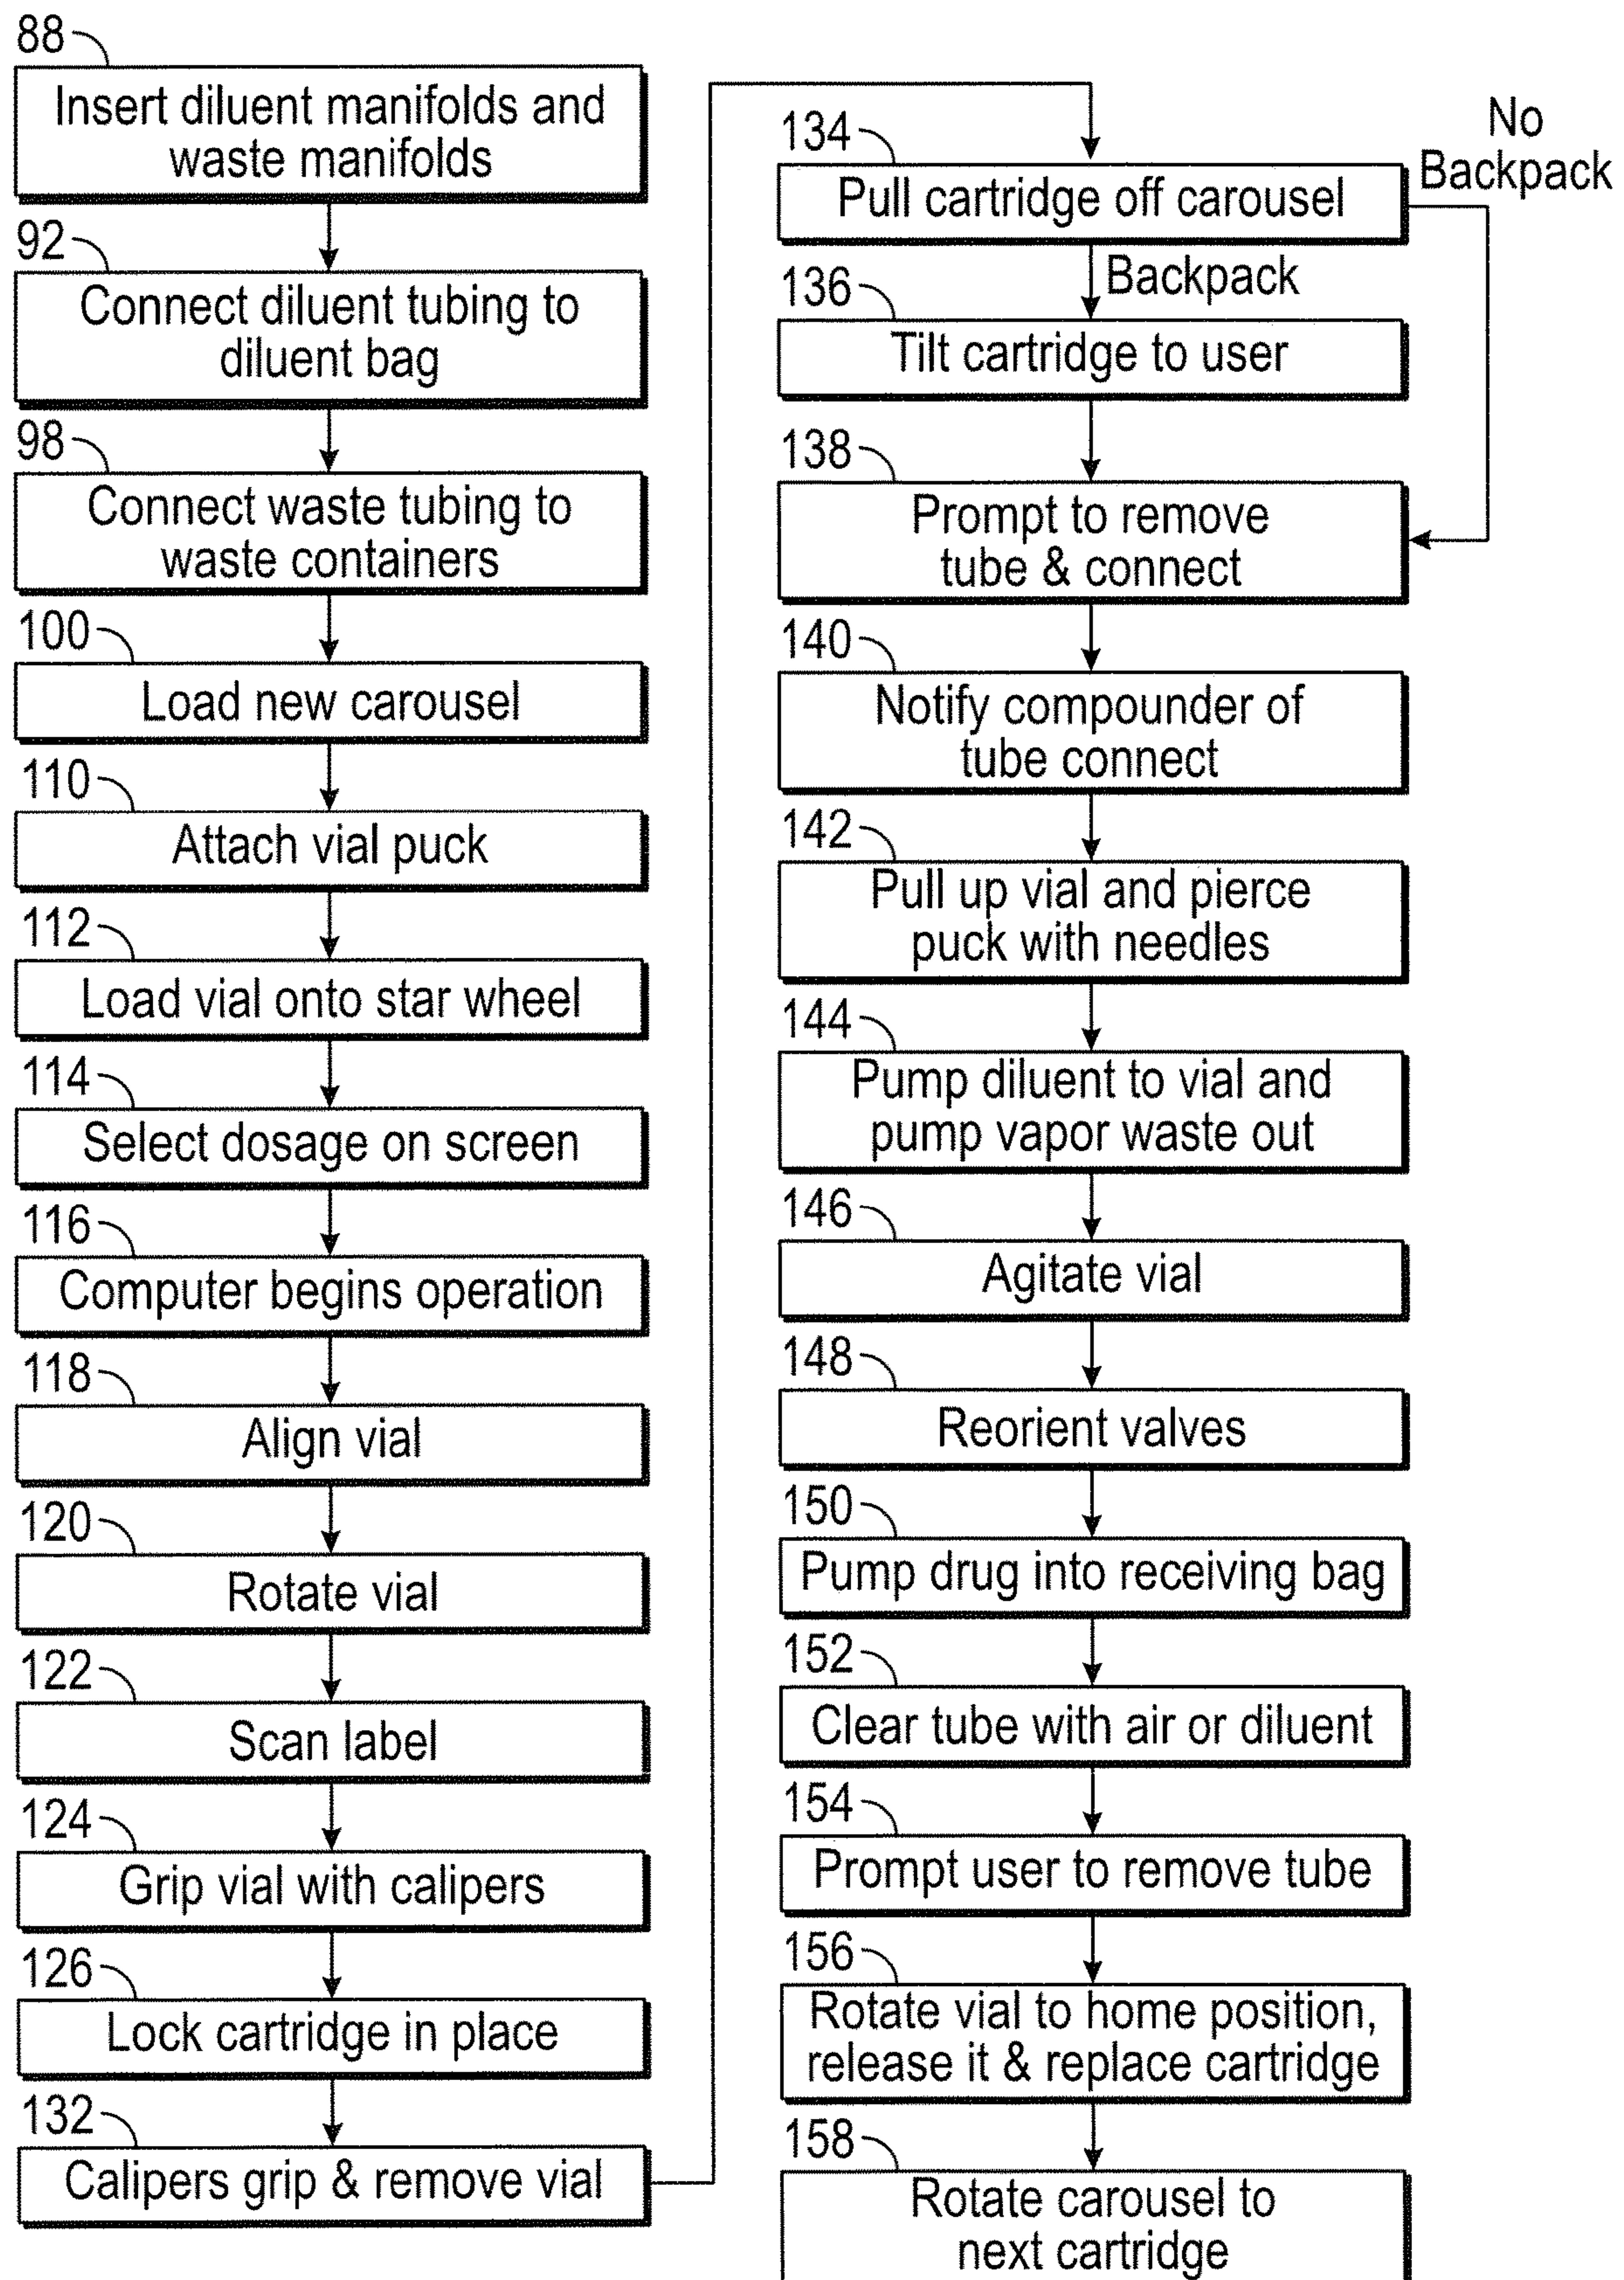 88
Insert diluent manifolds and
waste manifolds
92
Connect diluent tubing to
diluent bag
98
Connect waste tubing to
waste containers
100
Load new carousel
110
Attach vial puck
112
Load vial onto star wheel
114
Select dosage on screen
116
Computer begins operation
118
Align vial
120
Rotate vial
122
Scan label
124
Grip vial with calipers
126
Lock cartridge in place
132
Calipers grip & remove vial
134
Pull cartridge off carousel
No
Backpack
Backpack
136
Tilt cartridge to user
138
Prompt to remove
tube & connect
140
Notify compounder of
tube connect
142
Pull up vial and pierce
puck with needles
144
Pump diluent to vial and
pump vapor waste out
146
Agitate vial
148
Reorient valves
150
Pump drug into receiving bag
152
Clear tube with air or diluent
154
Prompt user to remove tube
156
Rotate vial to home position,
release it & replace cartridge
158
Rotate carousel to
next cartridge